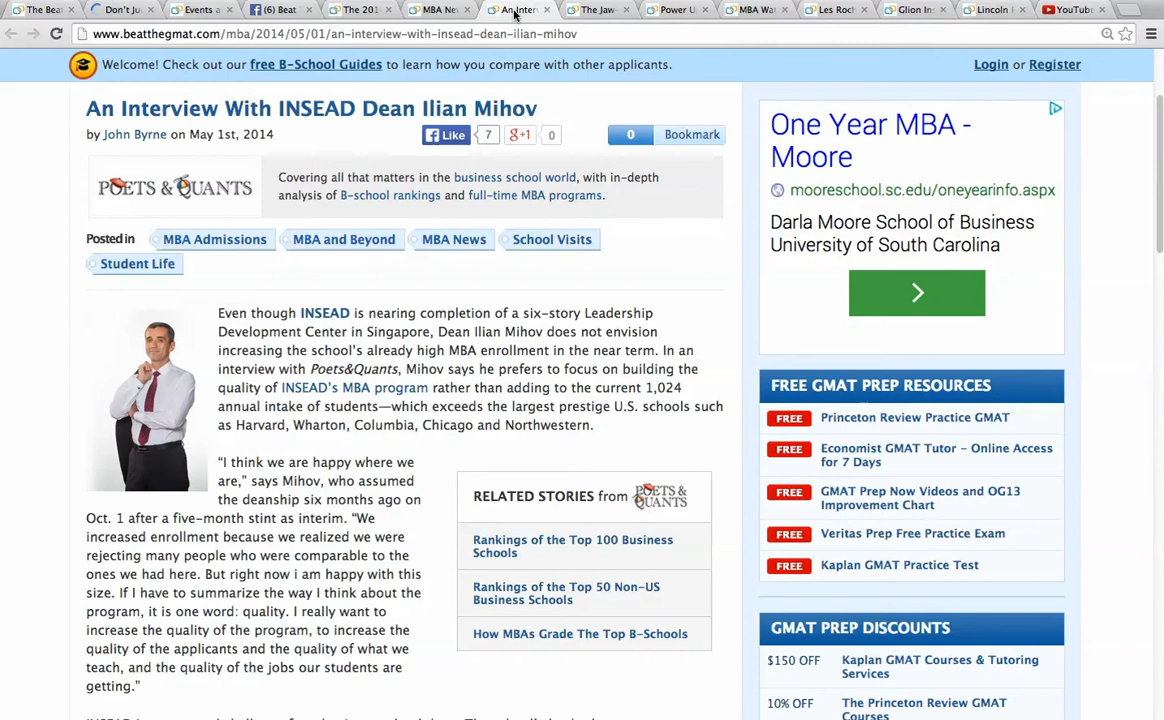 The Bea
Don't Ju
Events a
(6) Beat
The 201
MBA Ne
An Inter
The Jaw
Power U
MBA Wa
Les Roc
Glion In
Lincoln
YouTube
www.beatthegmat.com/mba/2014/05/01/an-interview-with-insead-dean-ilian-mihov
Welcome! Check out our free B-School Guides to learn how you compare with other applicants.
Login or Register
An Interview With INSEAD Dean Ilian Mihov
by John Byrne on May 1st, 2014
Like 7
g+1 0
0 Bookmark
POETS & QUANTS
Covering all that matters in the business school world, with in-depth
analysis of B-school rankings and full-time MBA programs.
Posted in MBA Admissions MBA and Beyond MBA News School Visits
Student Life
Even though INSEAD is nearing completion of a six-story Leadership
Development Center in Singapore, Dean Ilian Mihov does not envision
increasing the school's already high MBA enrollment in the near term. In an
interview with Poets&Quants, Mihov says he prefers to focus on building the
quality of INSEAD's MBA program rather than adding to the current 1,024
annual intake of students—which exceeds the largest prestige U.S. schools such
as Harvard, Wharton, Columbia, Chicago and Northwestern.
“I think we are happy where we
are,” says Mihov, who assumed
the deanship six months ago on
Oct. 1 after a five-month stint as interim. “We
increased enrollment because we realized we were
rejecting many people who were comparable to the
ones we had here. But right now i am happy with this
size. If I have to summarize the way I think about the
program, it is one word: quality. I really want to
increase the quality of the program, to increase the
quality of the applicants and the quality of what we
teach, and the quality of the jobs our students are
getting.”
RELATED STORIES from POETS & QUANTS
Rankings of the Top 100 Business
Schools
Rankings of the Top 50 Non-US
Business Schools
How MBAs Grade The Top B-Schools
One Year MBA -
Moore
mooreschool.sc.edu/oneyearinfo.aspx
Darla Moore School of Business
University of South Carolina
FREE GMAT PREP RESOURCES
FREE Princeton Review Practice GMAT
FREE Economist GMAT Tutor - Online Access
for 7 Days
FREE GMAT Prep Now Videos and OG13
Improvement Chart
FREE Veritas Prep Free Practice Exam
FREE Kaplan GMAT Practice Test
GMAT PREP DISCOUNTS
$150 OFF Kaplan GMAT Courses & Tutoring
Services
10% OFF The Princeton Review GMAT
Courses